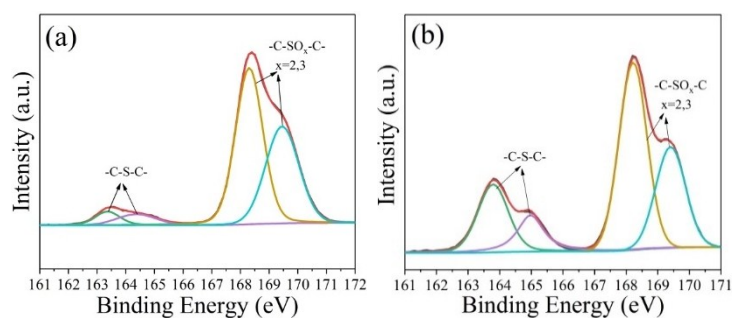 (a)
-C-SOₓ-C-
x=2,3
-C-S-C-
Intensity (a.u.)
161 162 163 164 165 166 167 168 169 170 171 172
Binding Energy (eV)
(b)
-C-SOₓ-C
x=2,3
-C-S-C-
Intensity (a.u.)
161 162 163 164 165 166 167 168 169 170 171
Binding Energy (eV)